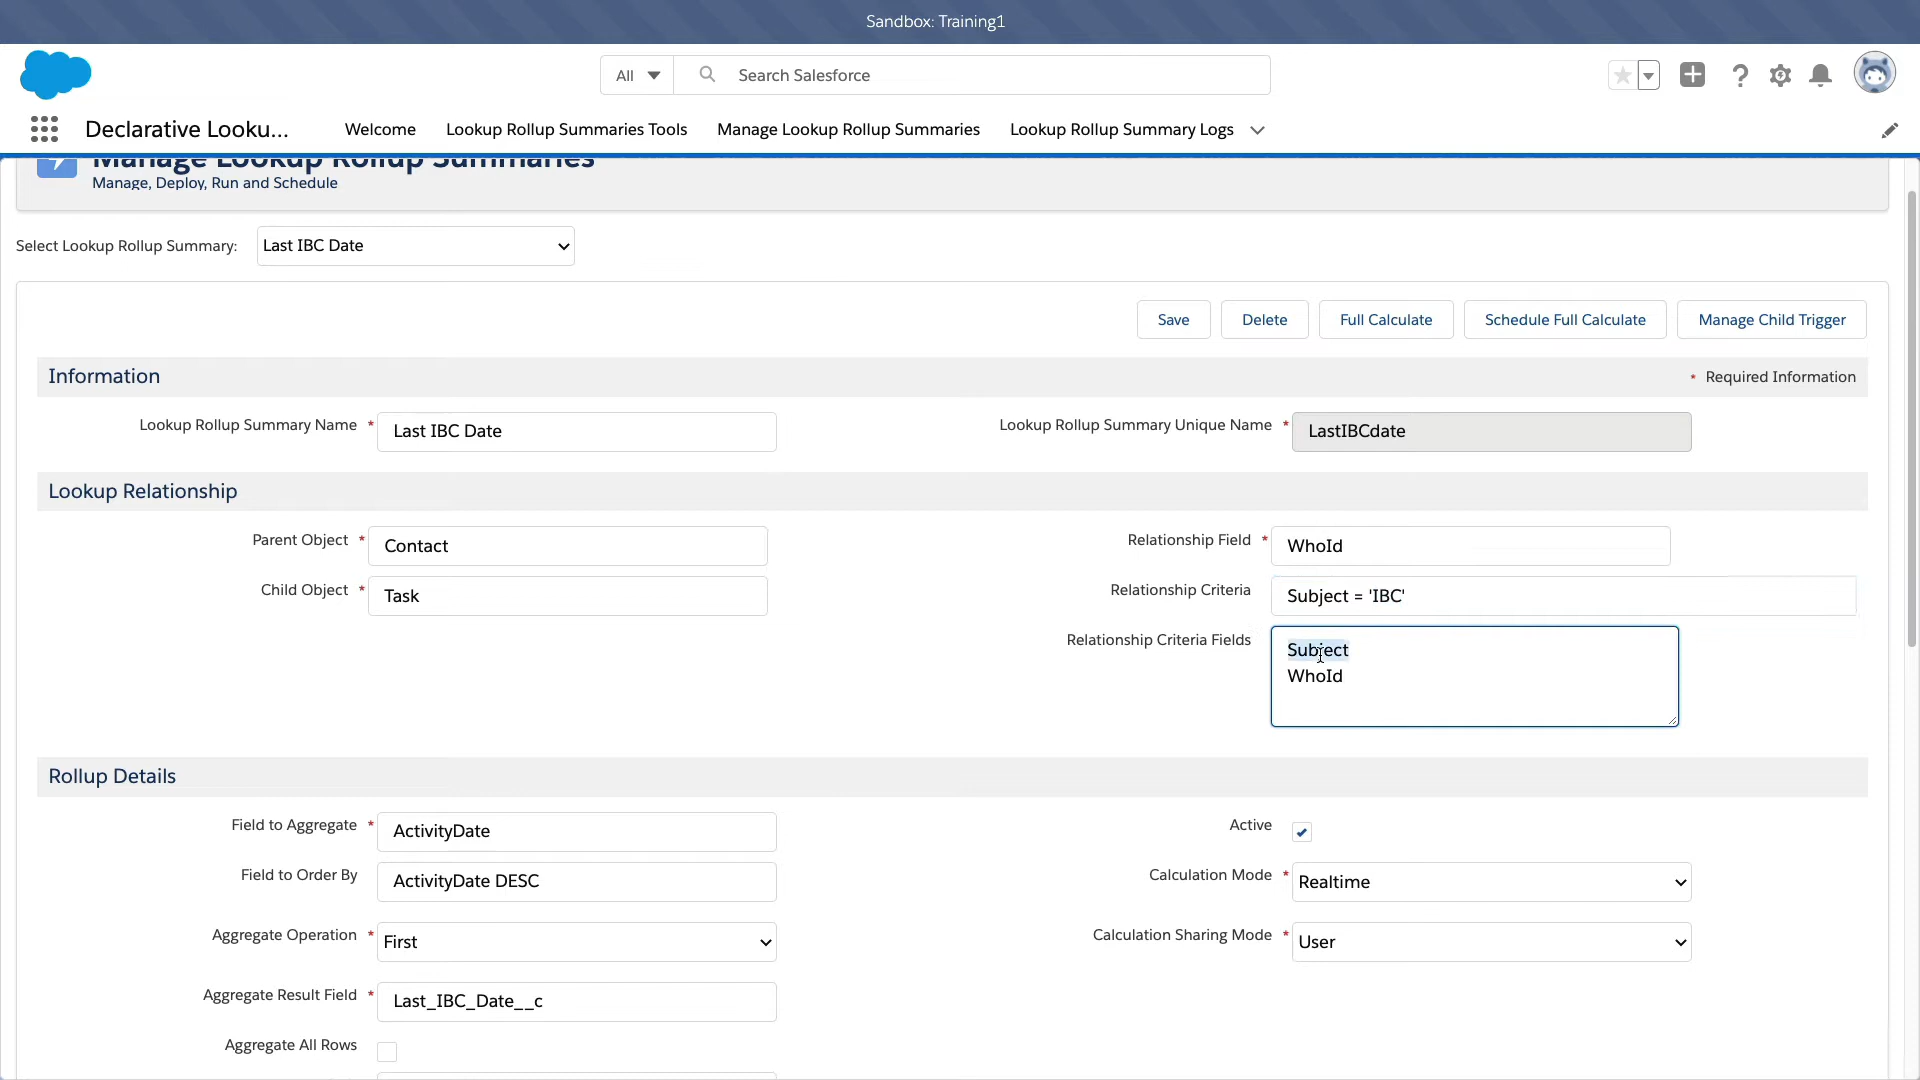 Sandbox: Training1
All
Search Salesforce
Declarative Looku...
Welcome
Lookup Rollup Summaries Tools
Manage Lookup Rollup Summaries
Lookup Rollup Summary Logs
Manage Lookup Rollup Summaries
Manage, Deploy, Run and Schedule
Select Lookup Rollup Summary:
Last IBC Date
Save
Delete
Full Calculate
Schedule Full Calculate
Manage Child Trigger
Information
* Required Information
Lookup Rollup Summary Name *
Last IBC Date
Lookup Rollup Summary Unique Name *
LastIBCdate
Lookup Relationship
Parent Object *
Contact
Relationship Field *
WhoId
Child Object *
Task
Relationship Criteria
Subject = 'IBC'
Relationship Criteria Fields
Subject
WhoId
Rollup Details
Field to Aggregate *
ActivityDate
Active
Field to Order By
ActivityDate DESC
Calculation Mode *
Realtime
Aggregate Operation *
First
Calculation Sharing Mode *
User
Aggregate Result Field *
Last_IBC_Date__c
Aggregate All Rows